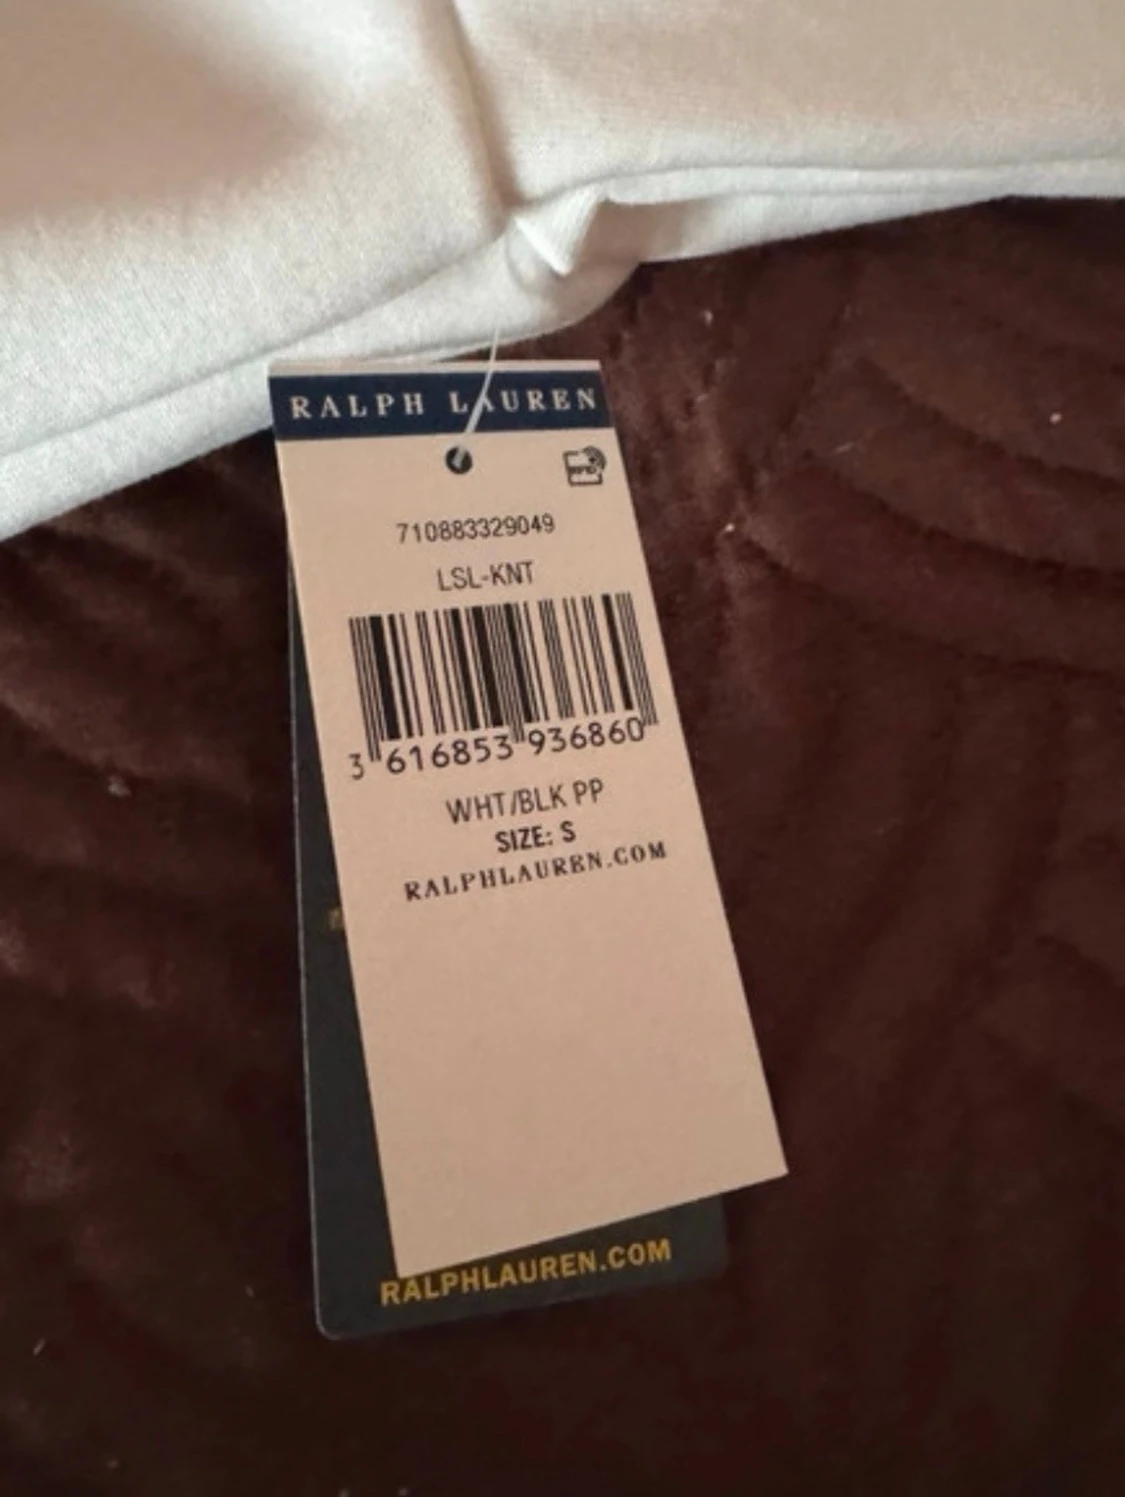 RALPH LAUREN
710883329049
LSL-KNT
3 616853 936860
WHT/BLK PP
SIZE: S
RALPHLAUREN.COM
RALPHLAUREN.COM